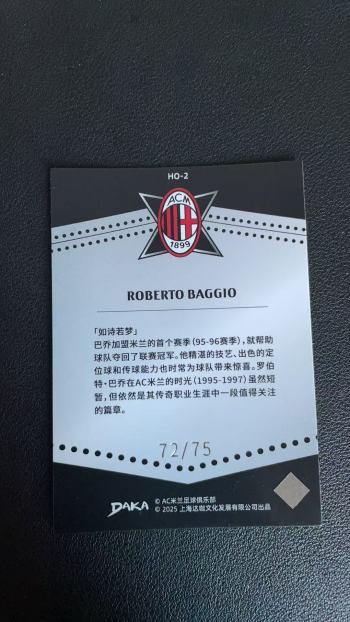 HO-2
ACM
1899
ROBERTO BAGGIO
「如诗若梦」
巴乔加盟米兰的首个赛季(95-96赛季),就帮助
球队夺回了联赛冠军。他精湛的技艺、出色的定
位球和传球能力也时常为球队带来惊喜。罗伯
特·巴乔在AC米兰的时光(1995-1997)虽然短
暂,但依然是其传奇职业生涯中一段值得关注
的篇章。
72/75
DAKA
© AC米兰足球俱乐部
© 2025 上海达咖文化发展有限公司出品